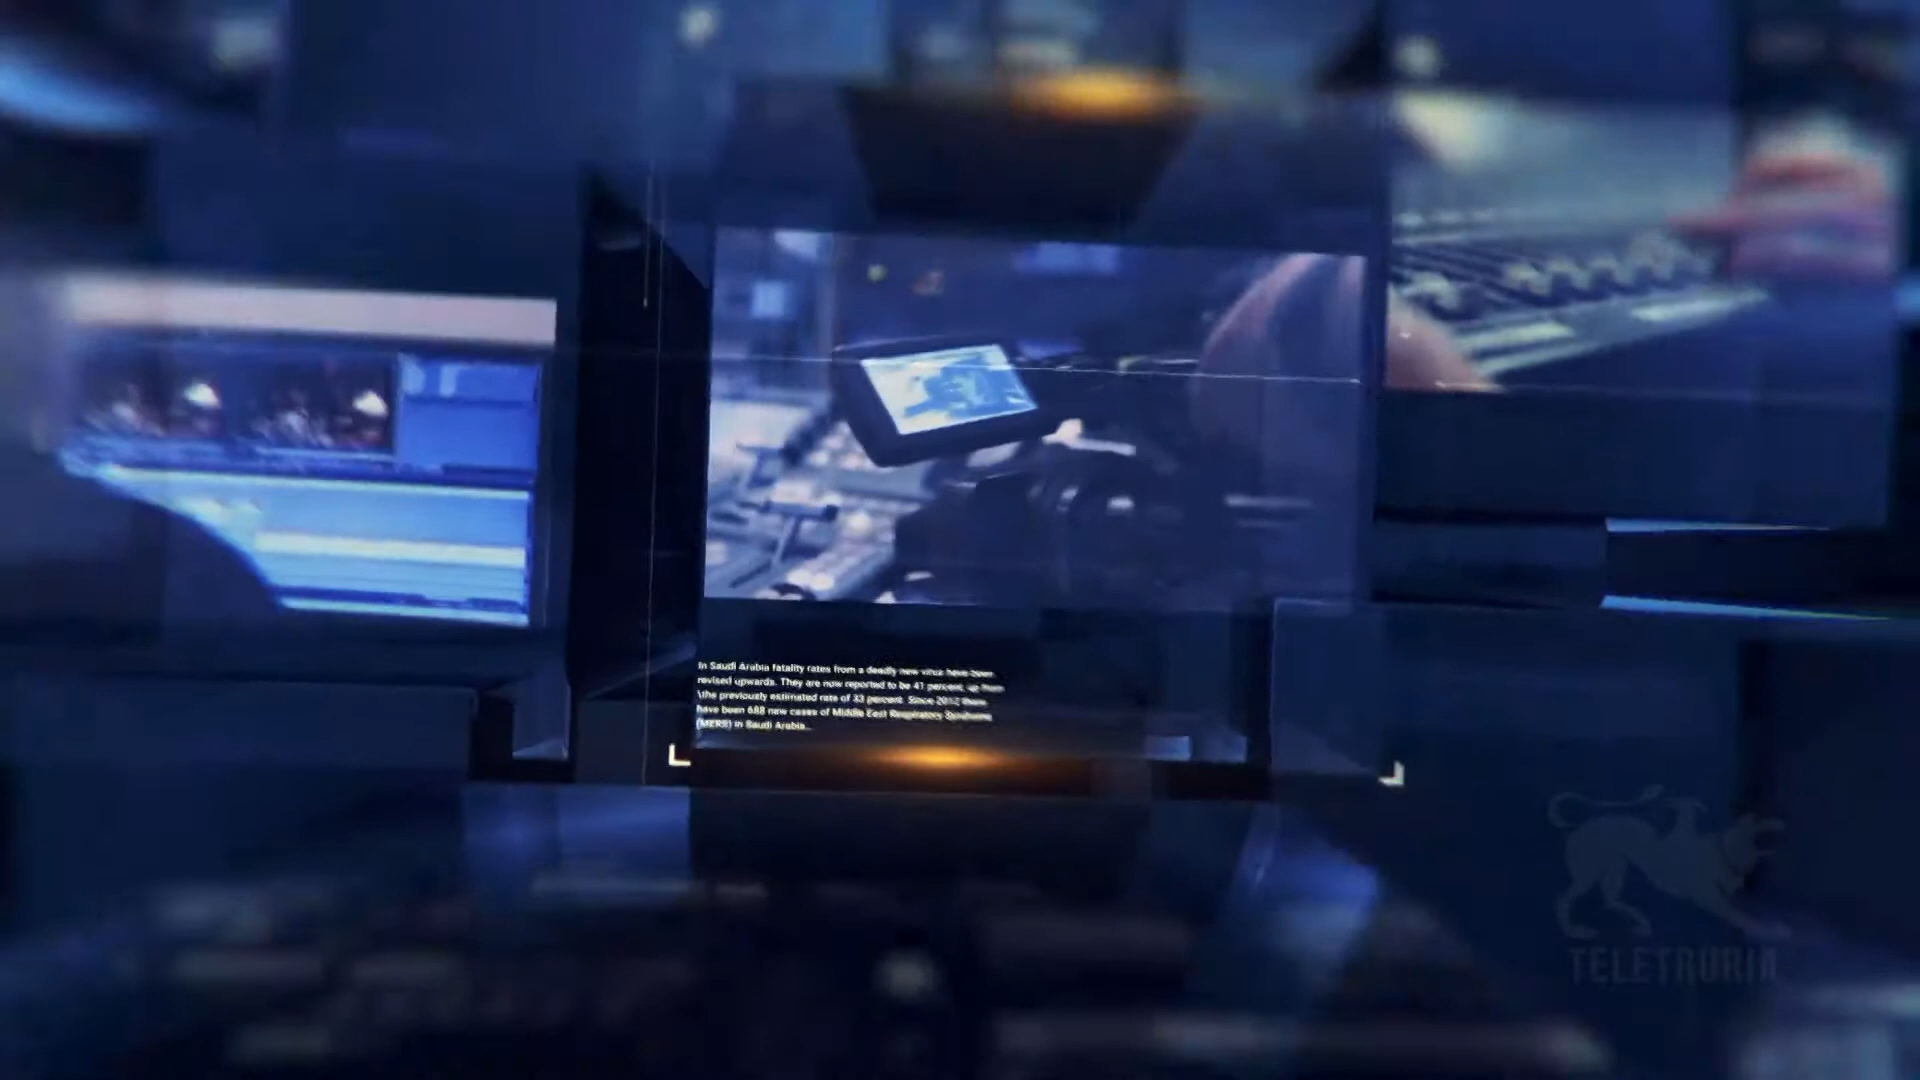 In Saudi Arabia fatality rates from a deadly new virus have been
revised upwards. They are now reported to be 41 percent, up from
\the previously estimated rate of 33 percent. Since 2012 there
have been 688 new cases of Middle East Respiratory Syndrome
(MERS) in Saudi Arabia...
TELETRURIA